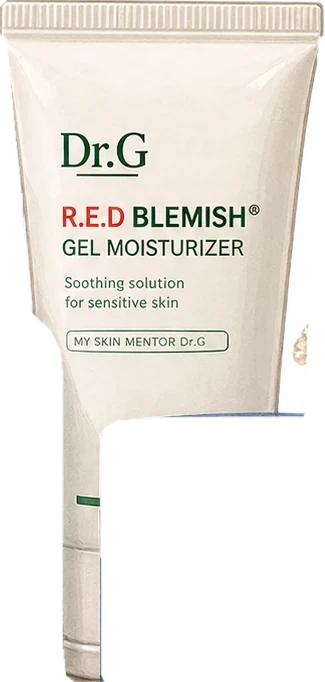 Dr.G
R.E.D BLEMISH®
GEL MOISTURIZER
Soothing solution
for sensitive skin
MY SKIN MENTOR Dr.G